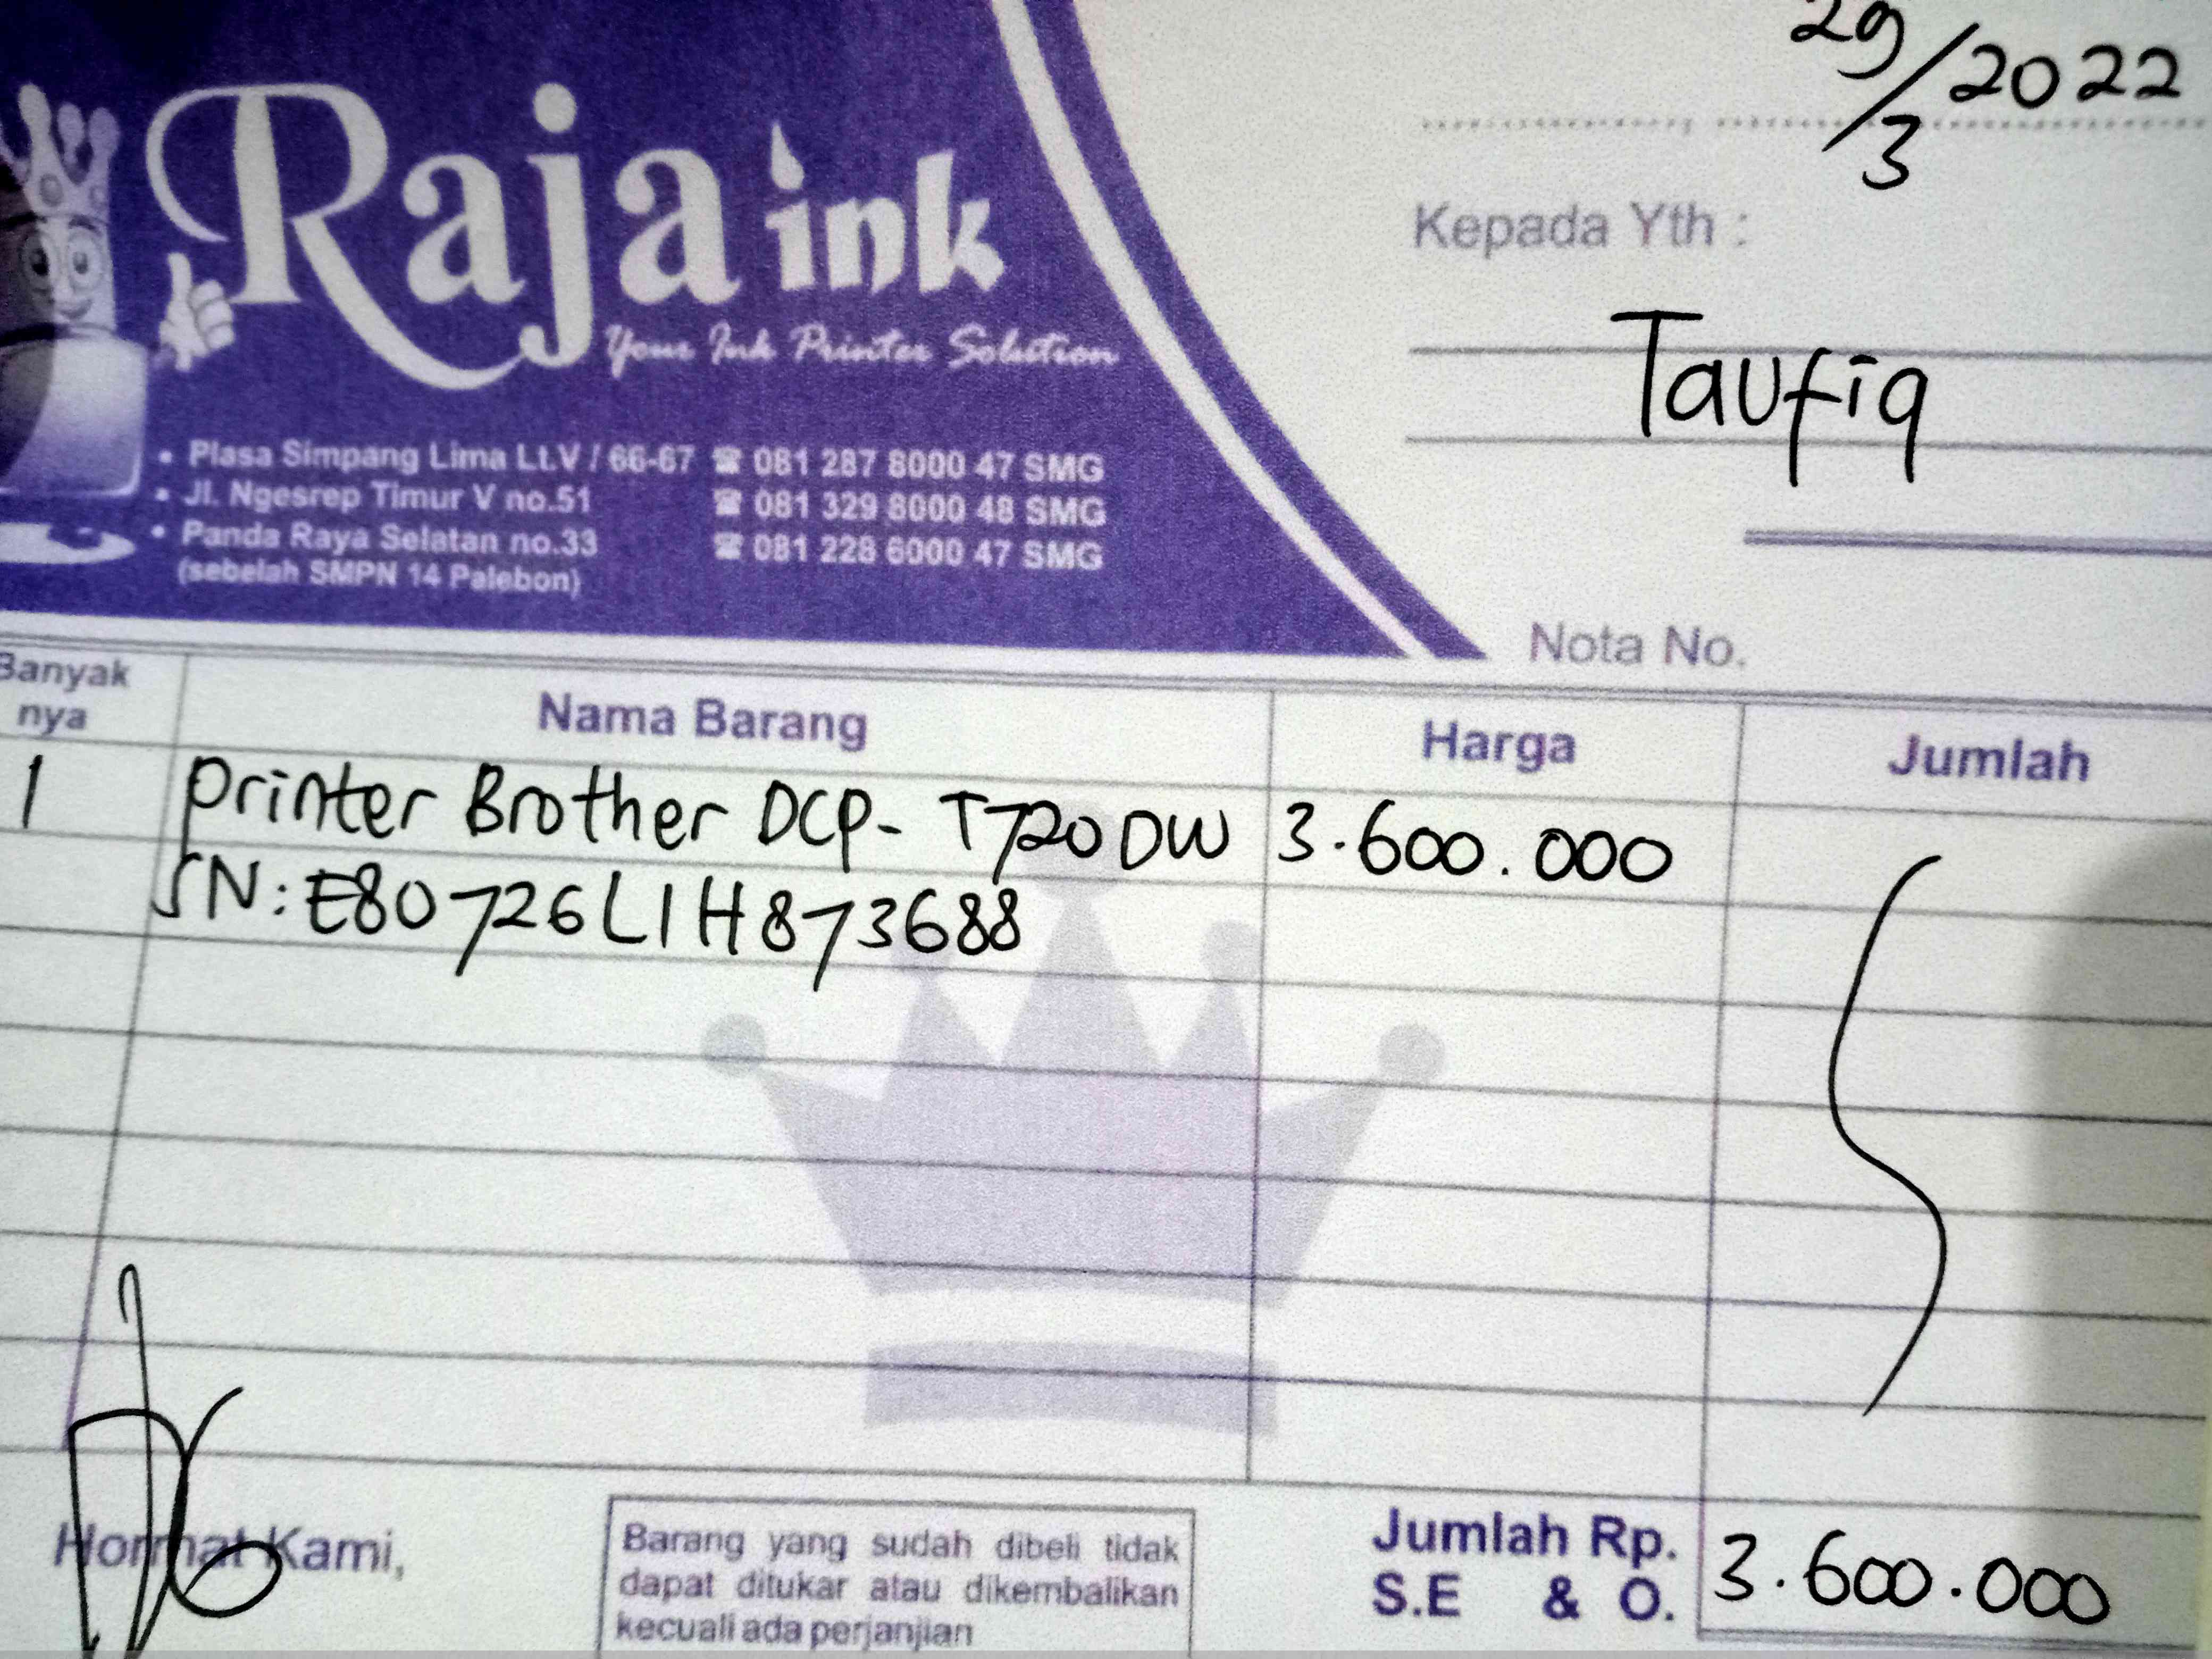 29/3/2022
Raja ink
Your Ink Printer Solution
Kepada Yth :
Taufiq
• Plasa Simpang Lima Lt.V / 66-67 ☎ 081 287 8000 47 SMG
• Jl. Ngesrep Timur V no.51 ☎ 081 329 8000 48 SMG
• Panda Raya Selatan no.33 ☎ 081 228 6000 47 SMG
(sebelah SMPN 14 Palebon)
Nota No.
Banyak
nya
Nama Barang
Harga
Jumlah
1 Printer Brother DCP- T720DW 3.600.000
SN: E80726L1H873688
Hormat Kami,
Barang yang sudah dibeli tidak
dapat ditukar atau dikembalikan
kecuali ada perjanjian
Jumlah Rp. 3.600.000
S.E & O.